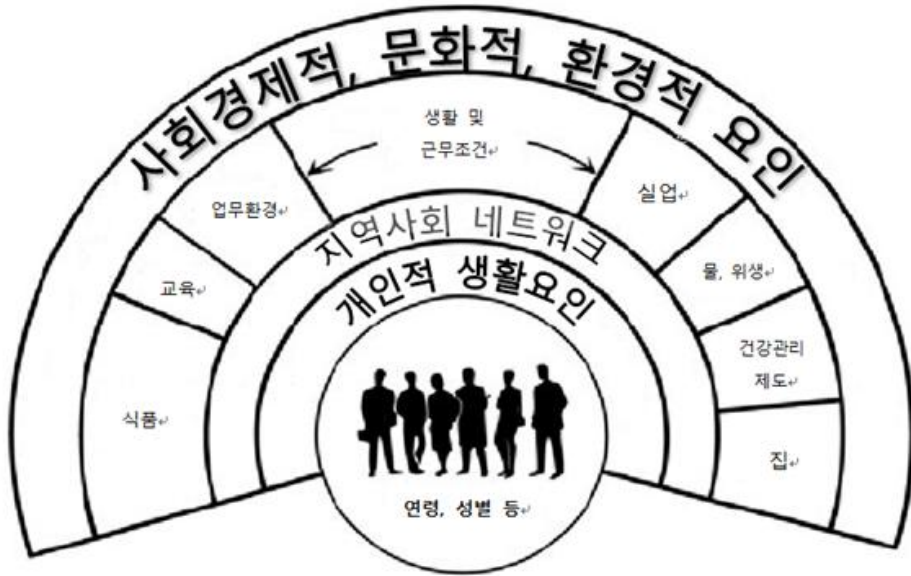 사회경제적, 문화적, 환경적 요인
생활 및
근무조건
업무환경
실업
교육
물, 위생
식품
건강관리
제도
집
지역사회 네트워크
개인적 생활요인
연령, 성별 등